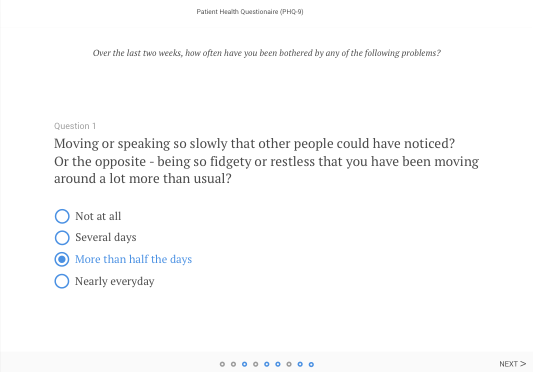 Patient Health Questionaire (PHQ-9)
Over the last two weeks, how often have you been bothered by any of the following problems?
Question 1
Moving or speaking so slowly that other people could have noticed?
Or the opposite - being so fidgety or restless that you have been moving
around a lot more than usual?
Not at all
Several days
More than half the days
Nearly everyday
NEXT >